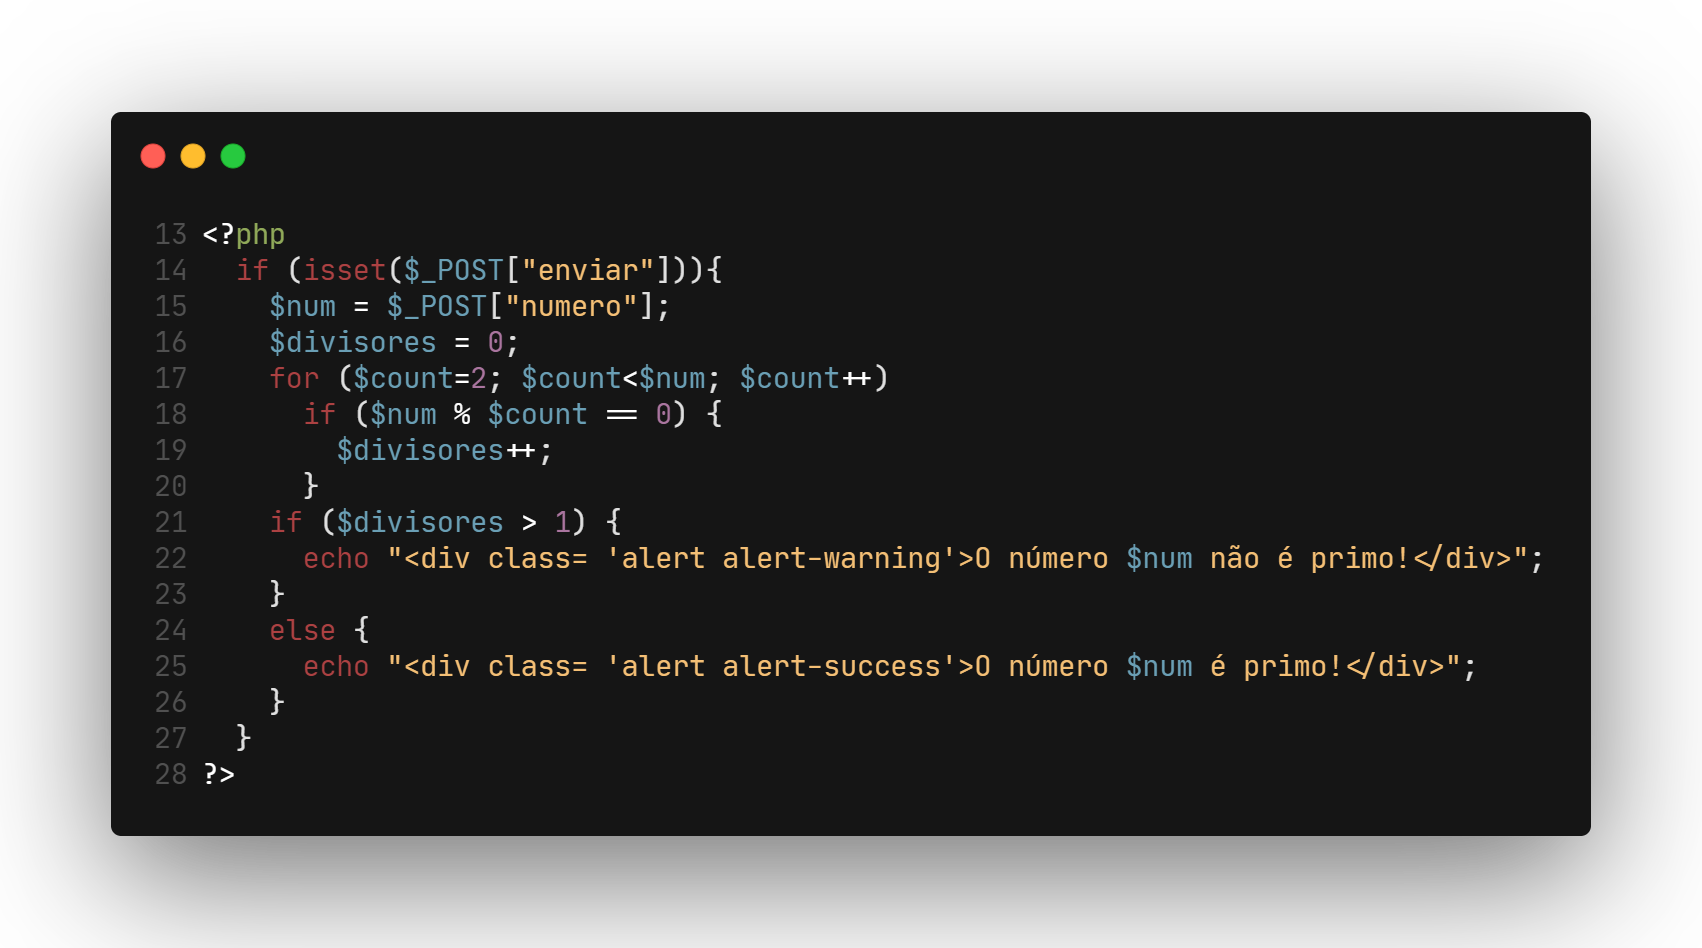 13 <?php
14   if (isset($_POST["enviar"])){
15     $num = $_POST["numero"];
16     $divisores = 0;
17     for ($count=2; $count<$num; $count++)
18       if ($num % $count == 0) {
19         $divisores++;
20       }
21     if ($divisores > 1) {
22       echo "<div class= 'alert alert-warning'>O número $num não é primo!</div>";
23     }
24     else {
25       echo "<div class= 'alert alert-success'>O número $num é primo!</div>";
26     }
27   }
28 ?>